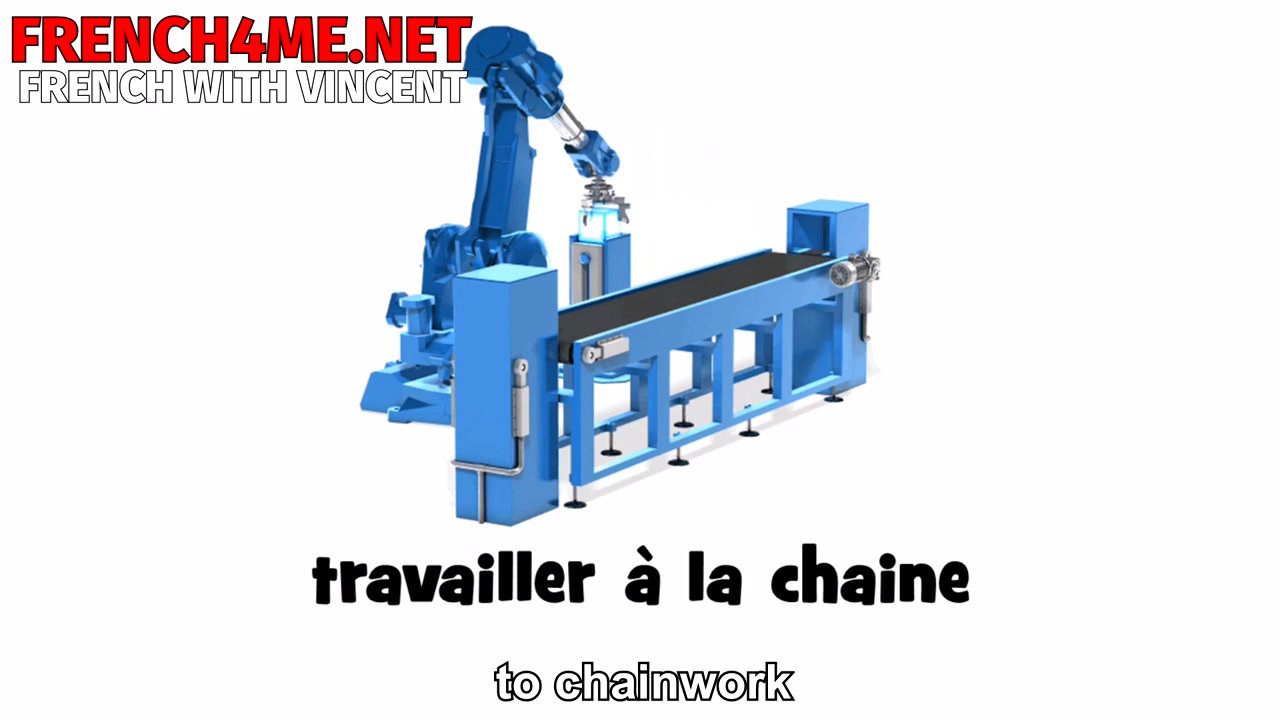 FRENCH4ME.NET
FRENCH WITH VINCENT
travailler à la chaine
to chainwork